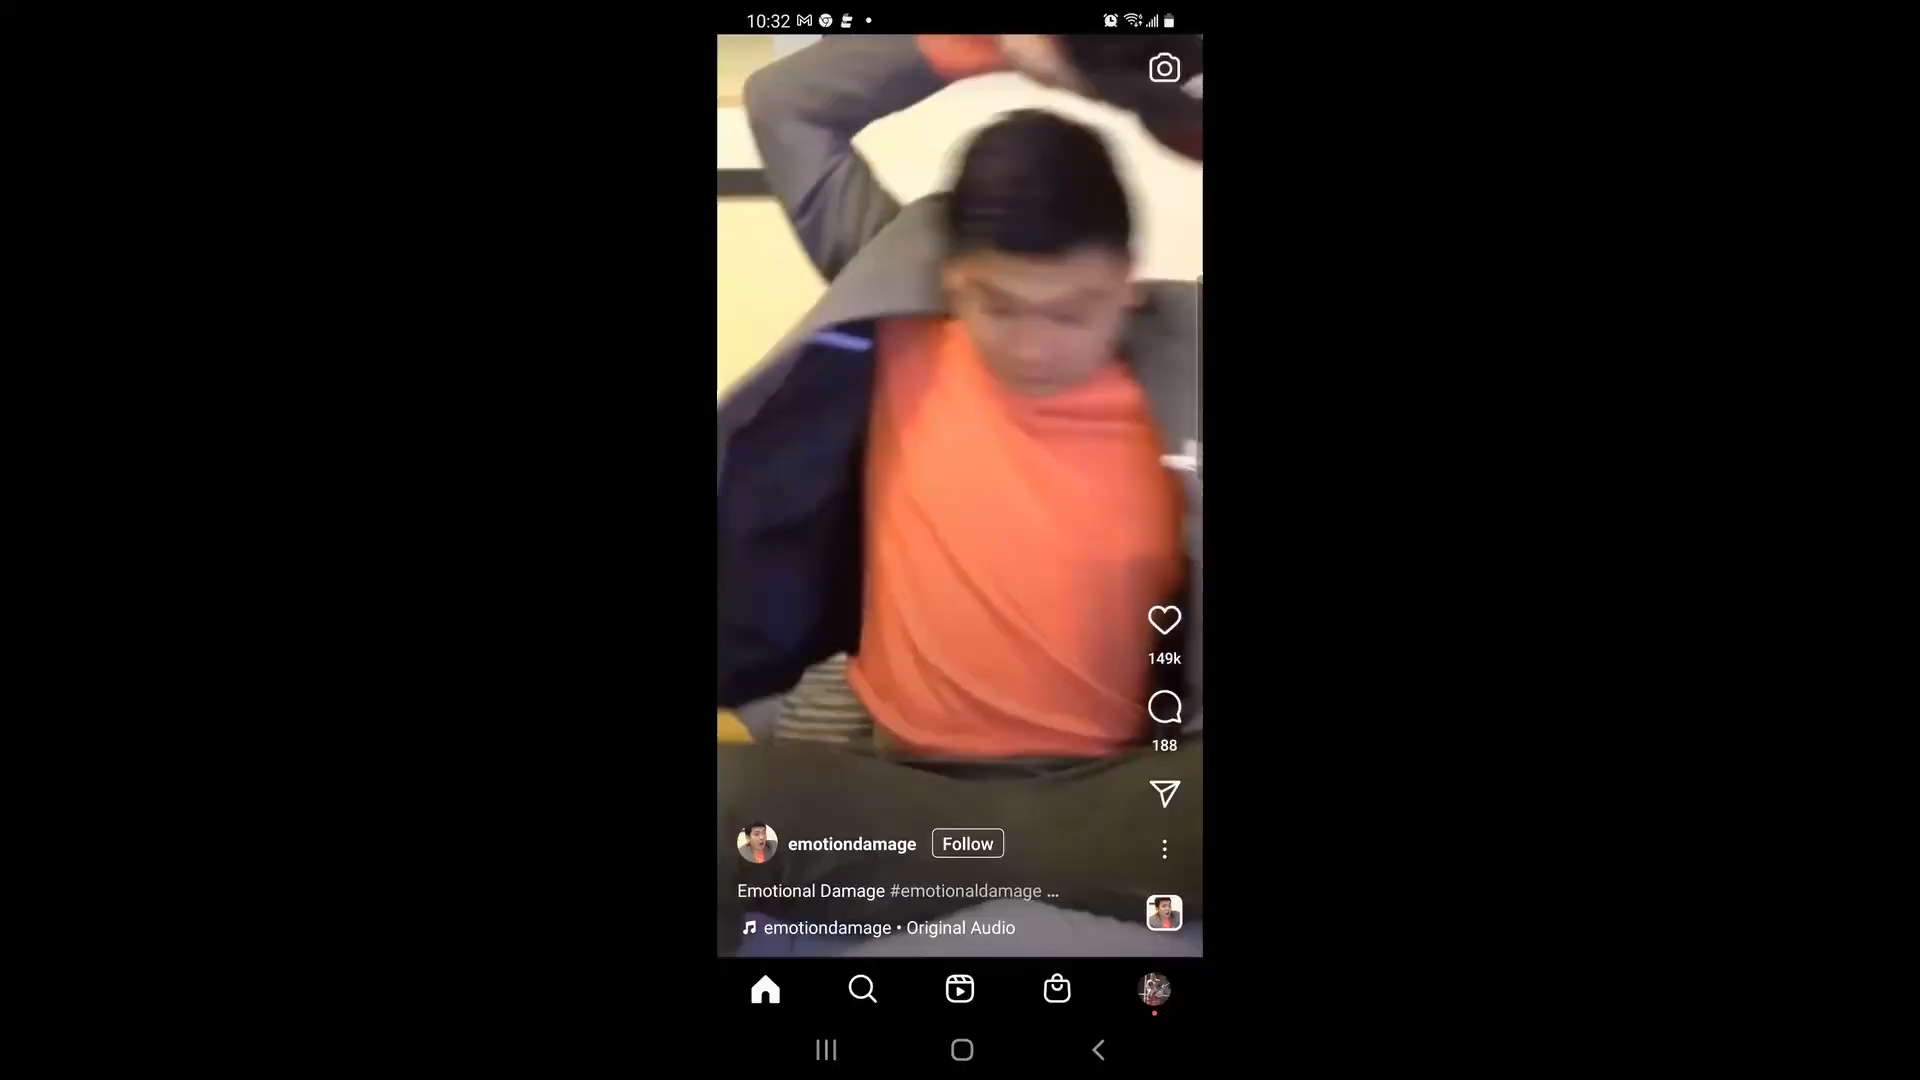 10:32
149k
188
emotiondamage Follow
Emotional Damage #emotionaldamage ...
emotiondamage • Original Audio